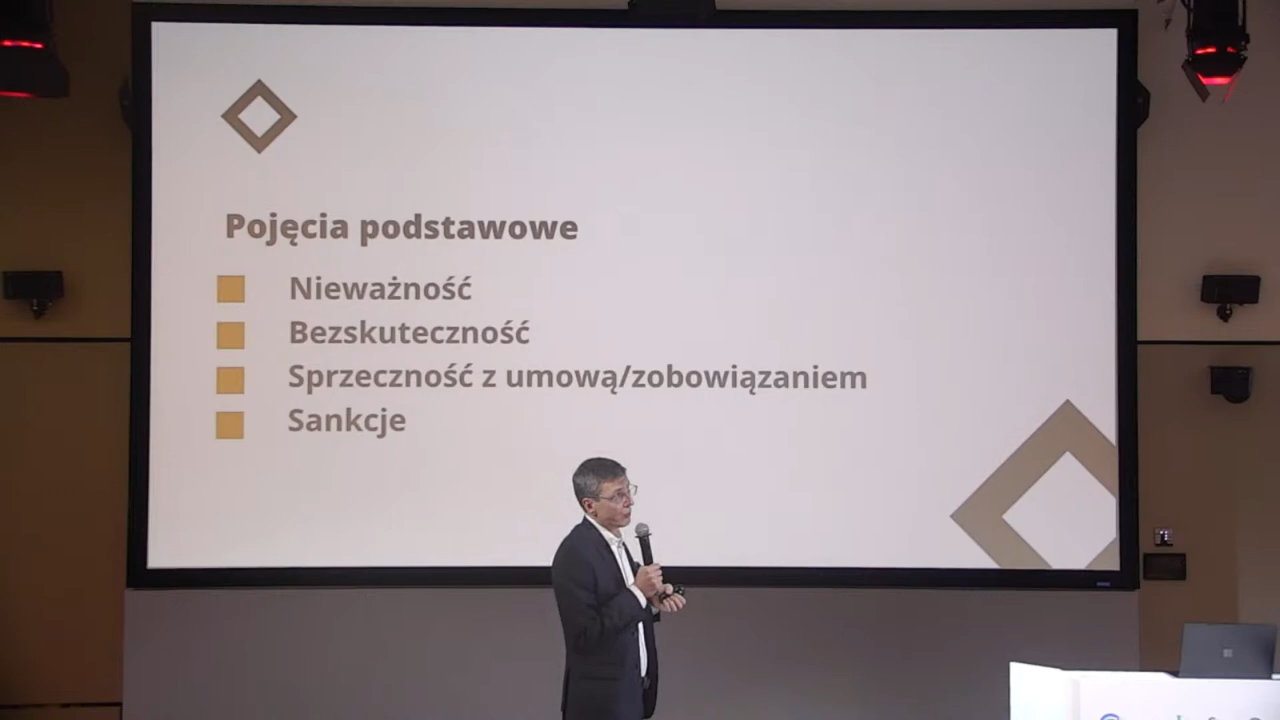 Pojęcia podstawowe
Nieważność
Bezskuteczność
Sprzeczność z umową/zobowiązaniem
Sankcje